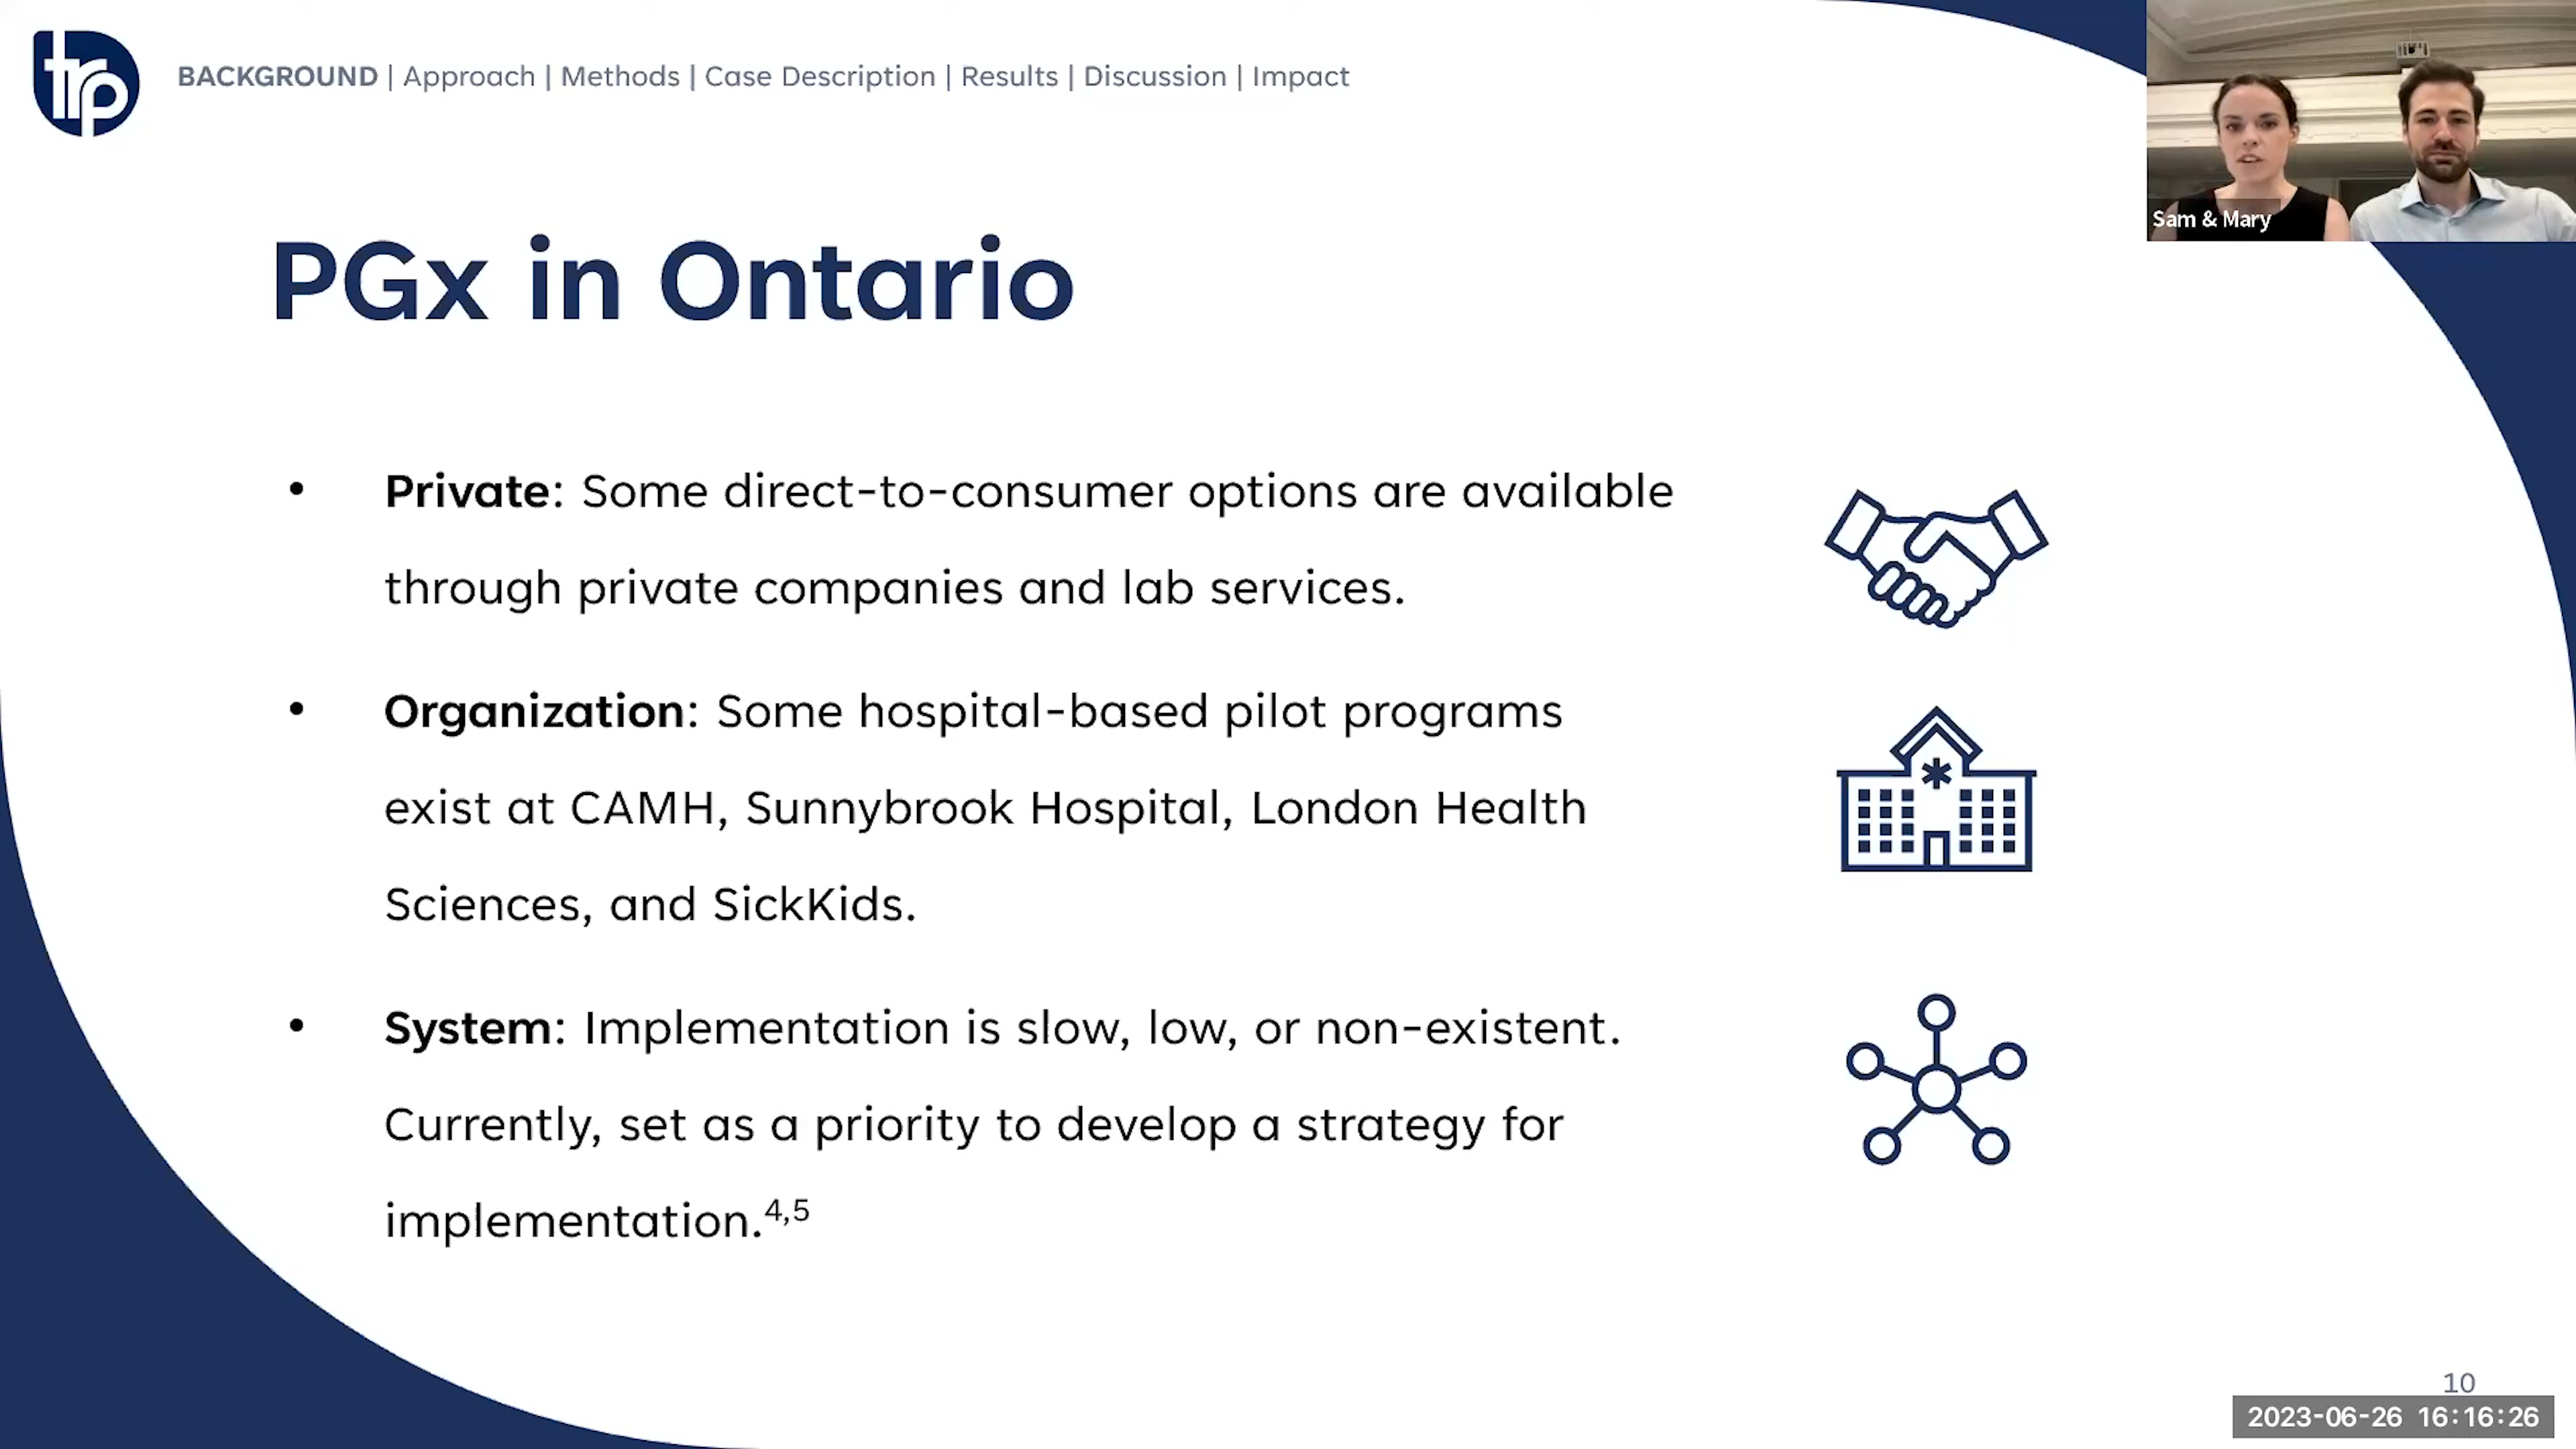 trp
BACKGROUND | Approach | Methods | Case Description | Results | Discussion | Impact
Sam & Mary
PGx in Ontario
• Private: Some direct-to-consumer options are available
through private companies and lab services.
• Organization: Some hospital-based pilot programs
exist at CAMH, Sunnybrook Hospital, London Health
Sciences, and SickKids.
• System: Implementation is slow, low, or non-existent.
Currently, set as a priority to develop a strategy for
implementation.4,5
10
2023-06-26 16:16:26